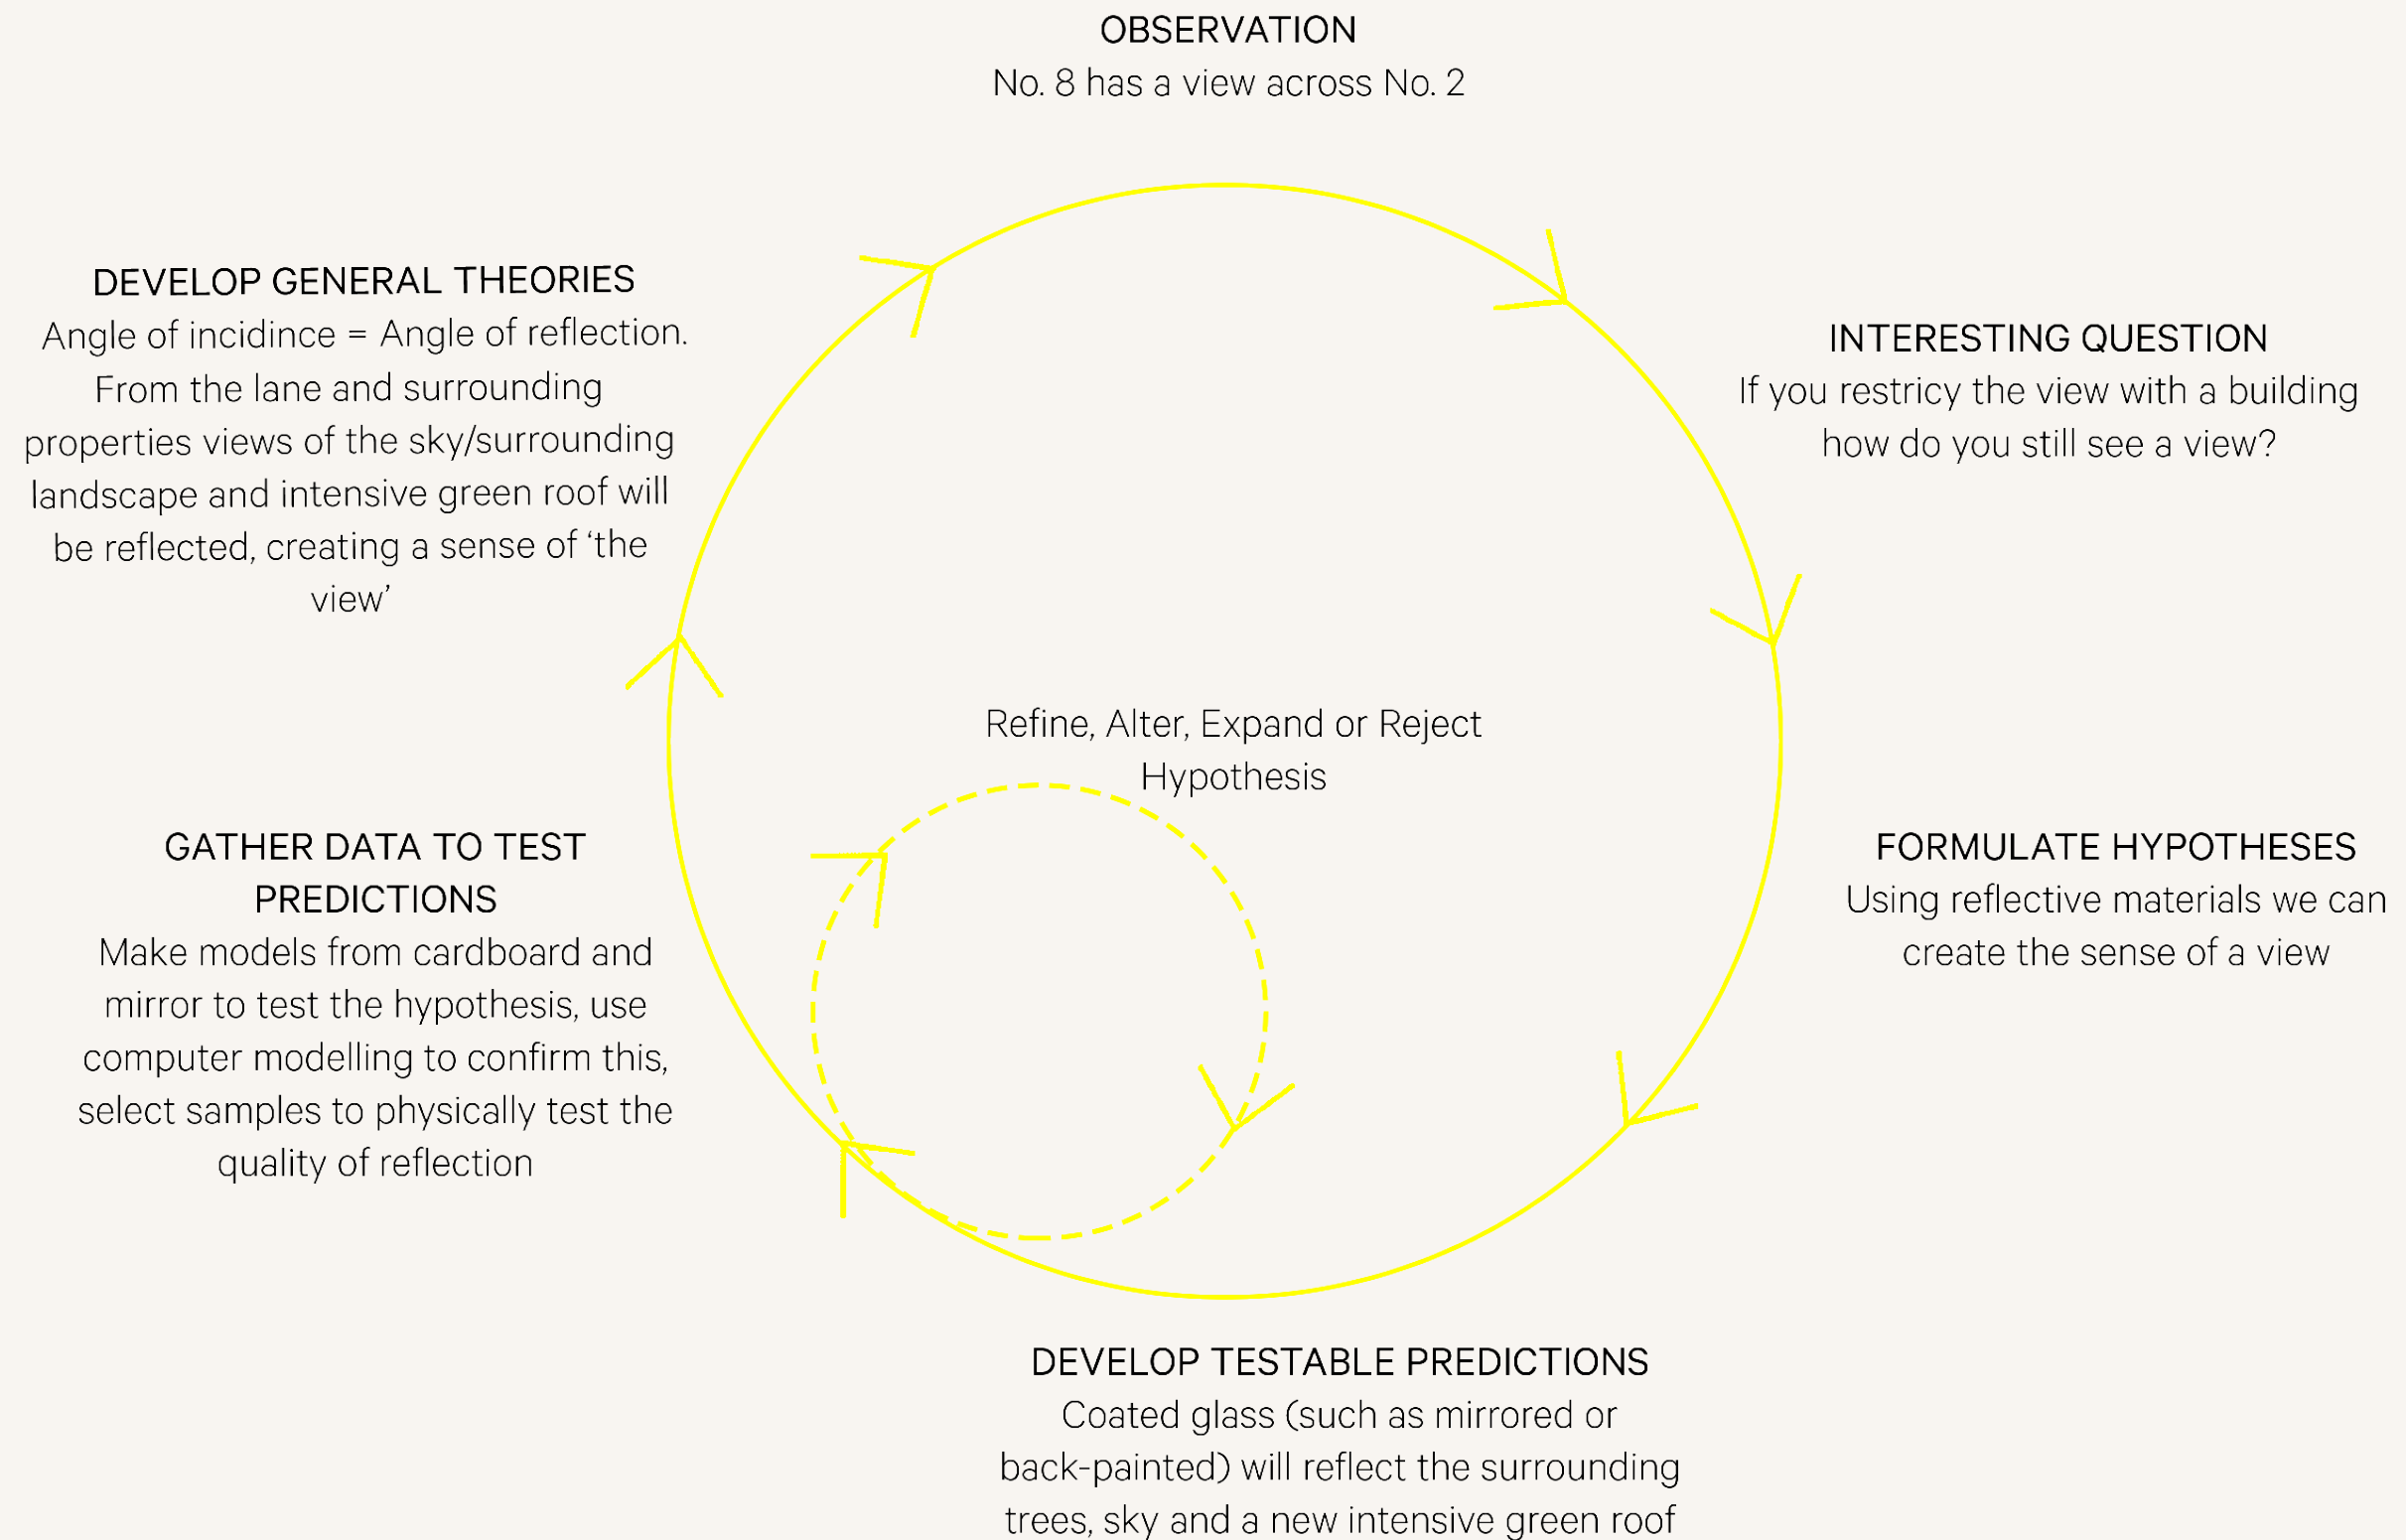 OBSERVATION
No. 8 has a view across No. 2
INTERESTING QUESTION
If you restricy the view with a building
how do you still see a view?
FORMULATE HYPOTHESES
Using reflective materials we can
create the sense of a view
DEVELOP TESTABLE PREDICTIONS
Coated glass (such as mirrored or
back-painted) will reflect the surrounding
trees, sky and a new intensive green roof
GATHER DATA TO TEST
PREDICTIONS
Make models from cardboard and
mirror to test the hypothesis, use
computer modelling to confirm this,
select samples to physically test the
quality of reflection
DEVELOP GENERAL THEORIES
Angle of incidince = Angle of reflection.
From the lane and surrounding
properties views of the sky/surrounding
landscape and intensive green roof will
be reflected, creating a sense of ‘the
view’
Refine, Alter, Expand or Reject
Hypothesis